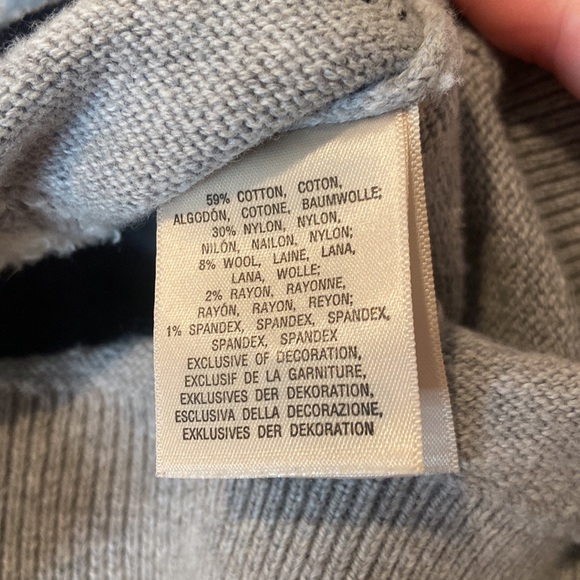 59% COTTON, COTON,
ALGODÓN, COTONE, BAUMWOLLE;
30% NYLON, NYLON,
NILÓN, NAILON, NYLON;
8% WOOL, LAINE, LANA,
LANA, WOLLE;
2% RAYON, RAYONNE,
RAYÓN, RAYON, REYON;
1% SPANDEX, SPANDEX, SPANDEX,
SPANDEX, SPANDEX
EXCLUSIVE OF DECORATION,
EXCLUSIF DE LA GARNITURE,
EXKLUSIVES DER DEKORATION,
ESCLUSIVA DELLA DECORAZIONE,
EXKLUSIVES DER DEKORATION